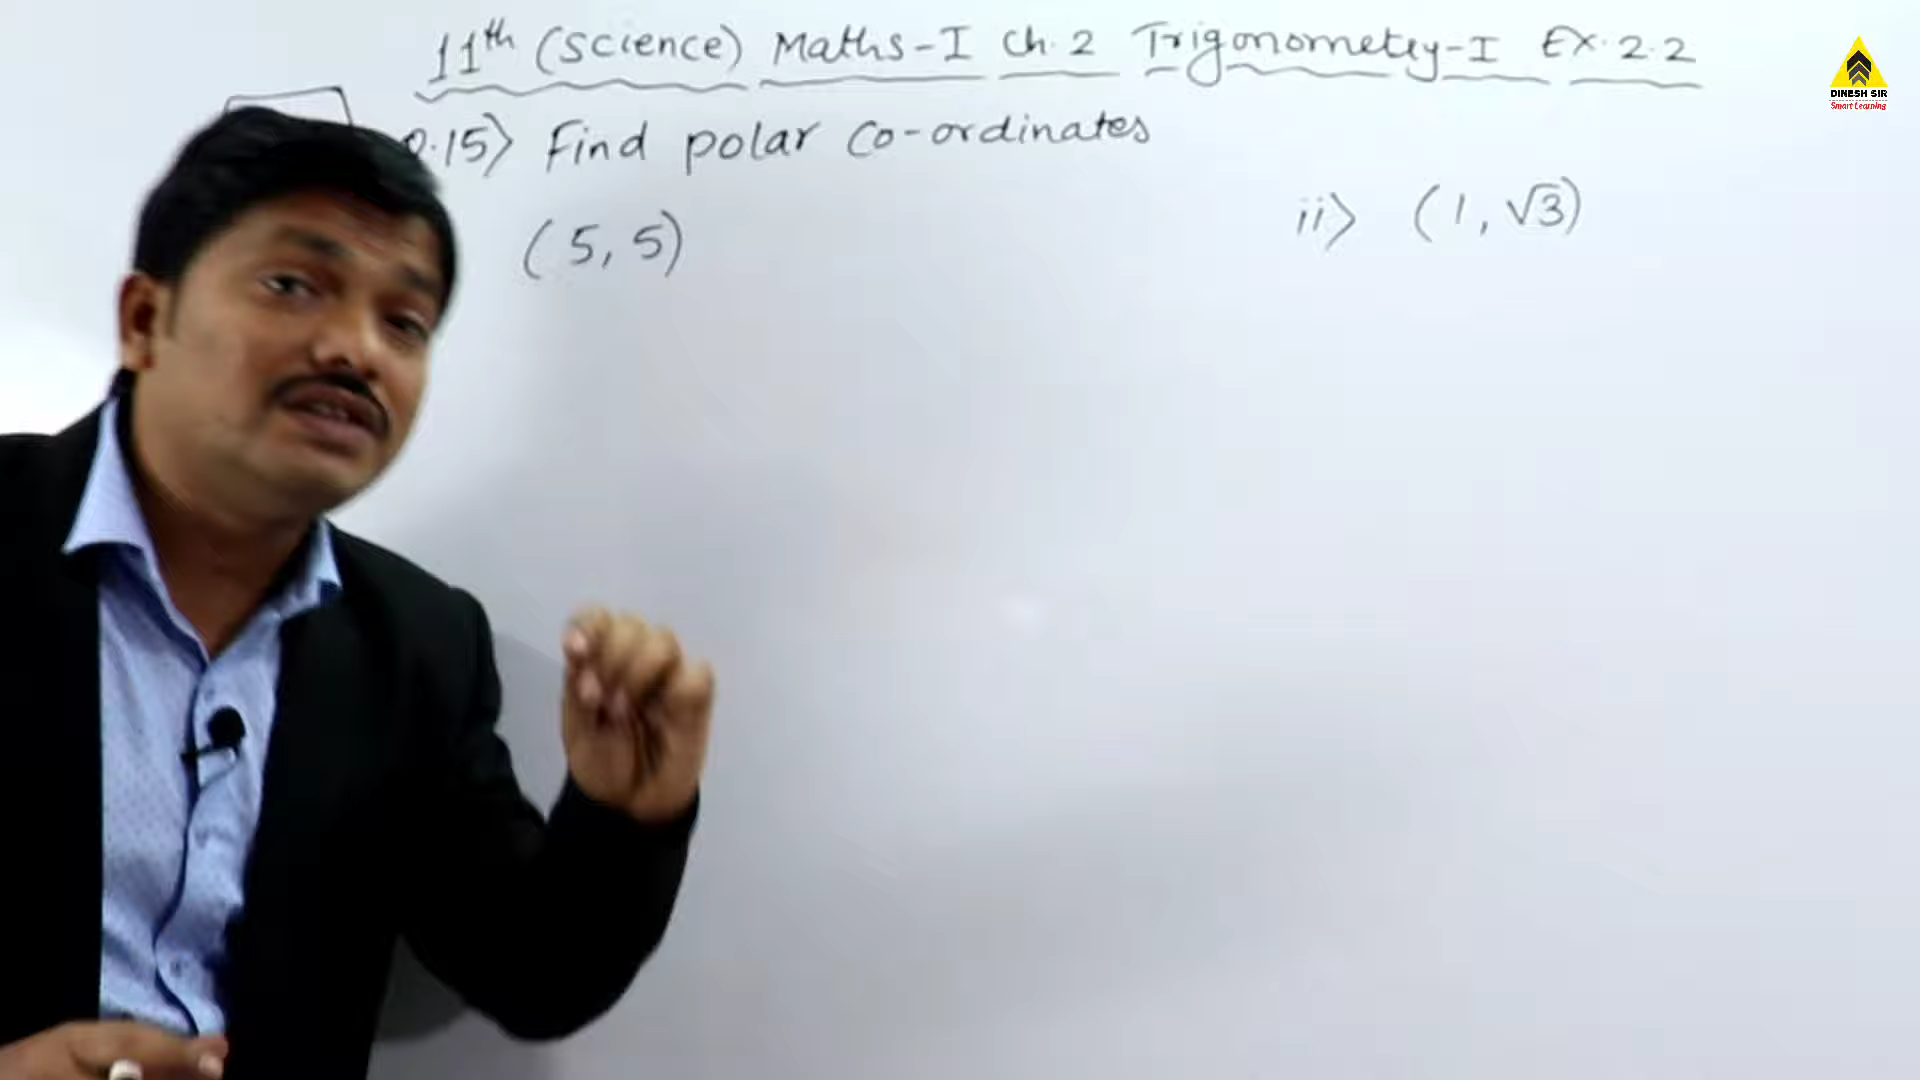 11th (Science) Maths-I Ch.2 Trigonometry-I Ex.2.2
Q.15> Find polar Co-ordinates
(5, 5)
ii> (1, √3)
DINESH SIR
Smart Learning